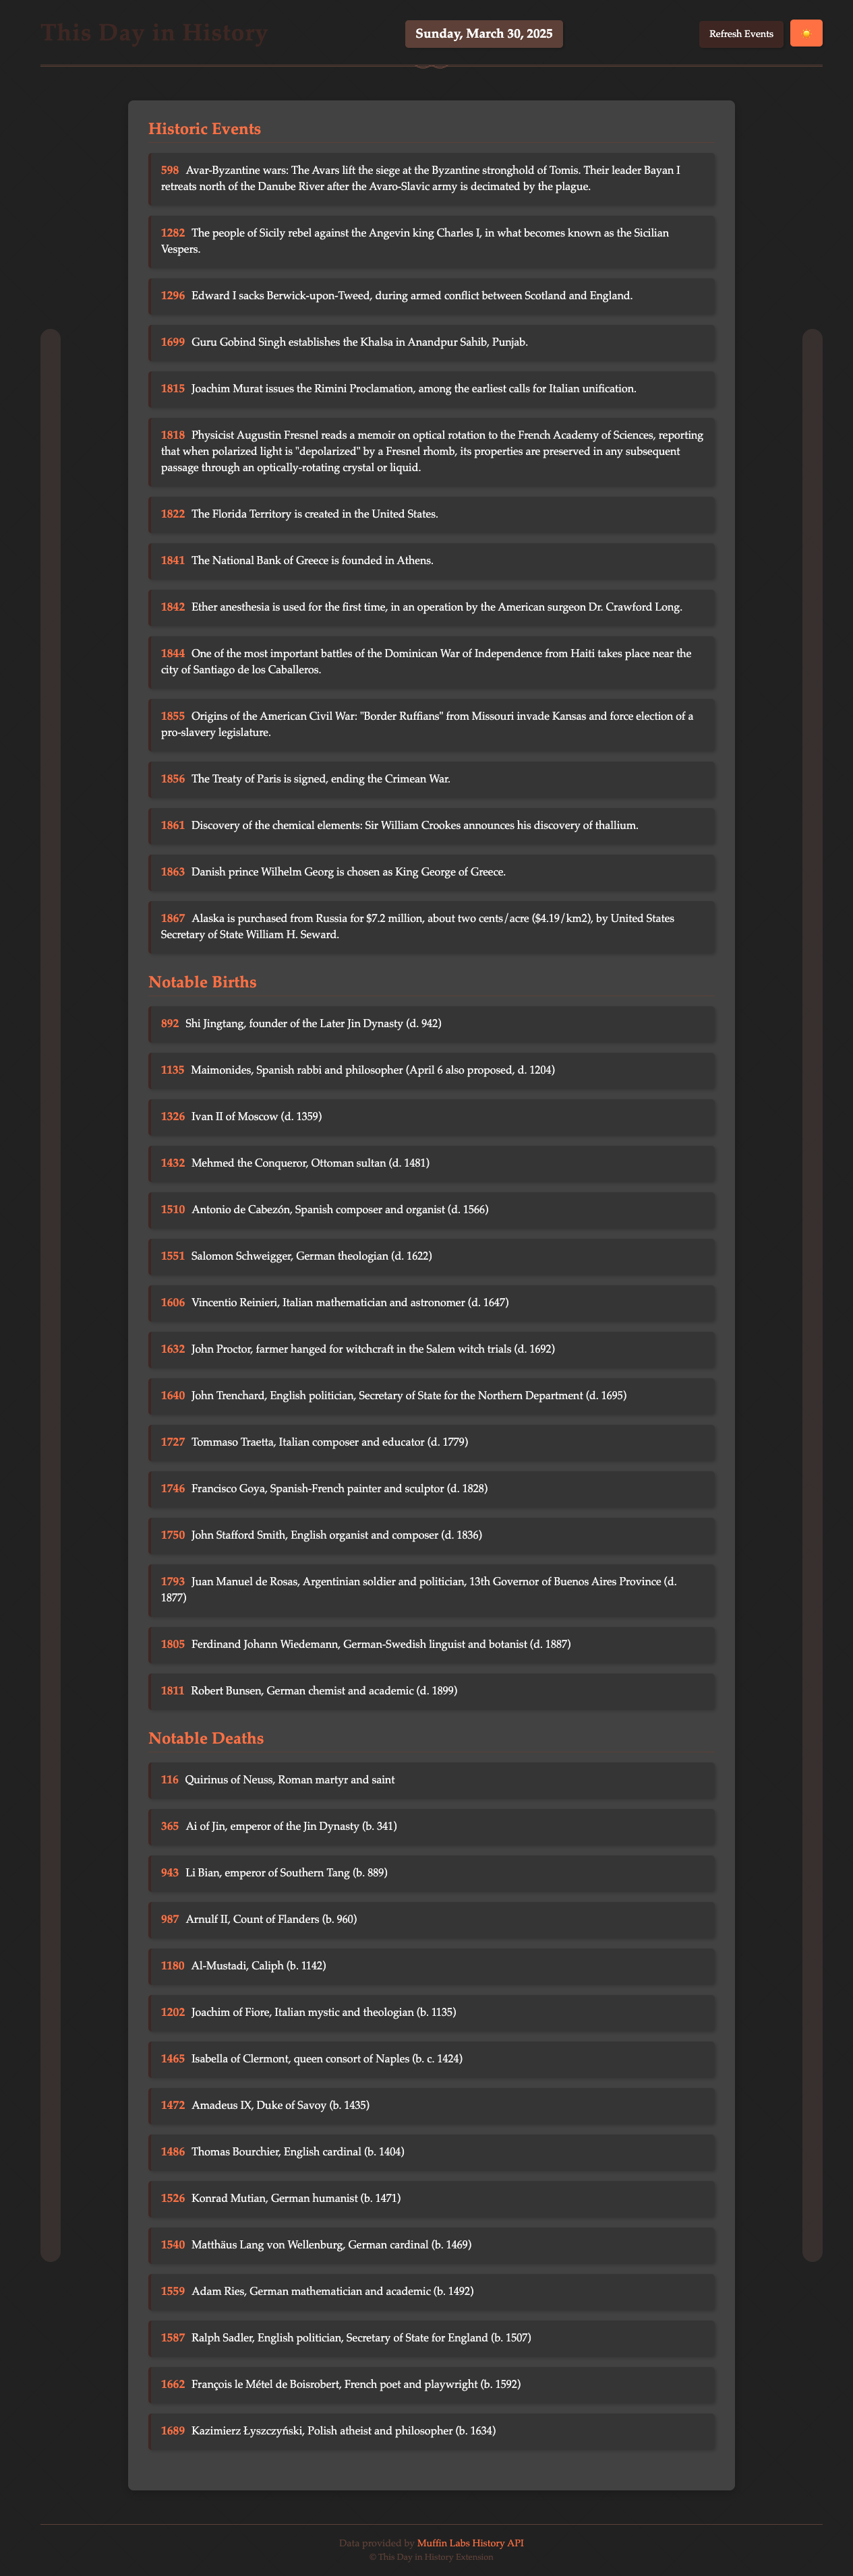 This Day in History
Sunday, March 30, 2025
Refresh Events
Historic Events
598 Avar-Byzantine wars: The Avars lift the siege at the Byzantine stronghold of Tomis. Their leader Bayan I
retreats north of the Danube River after the Avaro-Slavic army is decimated by the plague.
1282 The people of Sicily rebel against the Angevin king Charles I, in what becomes known as the Sicilian
Vespers.
1296 Edward I sacks Berwick-upon-Tweed, during armed conflict between Scotland and England.
1699 Guru Gobind Singh establishes the Khalsa in Anandpur Sahib, Punjab.
1815 Joachim Murat issues the Rimini Proclamation, among the earliest calls for Italian unification.
1818 Physicist Augustin Fresnel reads a memoir on optical rotation to the French Academy of Sciences, reporting
that when polarized light is "depolarized" by a Fresnel rhomb, its properties are preserved in any subsequent
passage through an optically-rotating crystal or liquid.
1822 The Florida Territory is created in the United States.
1841 The National Bank of Greece is founded in Athens.
1842 Ether anesthesia is used for the first time, in an operation by the American surgeon Dr. Crawford Long.
1844 One of the most important battles of the Dominican War of Independence from Haiti takes place near the
city of Santiago de los Caballeros.
1855 Origins of the American Civil War: "Border Ruffians" from Missouri invade Kansas and force election of a
pro-slavery legislature.
1856 The Treaty of Paris is signed, ending the Crimean War.
1861 Discovery of the chemical elements: Sir William Crookes announces his discovery of thallium.
1863 Danish prince Wilhelm Georg is chosen as King George of Greece.
1867 Alaska is purchased from Russia for $7.2 million, about two cents/acre ($4.19/km2), by United States
Secretary of State William H. Seward.
Notable Births
892 Shi Jingtang, founder of the Later Jin Dynasty (d. 942)
1135 Maimonides, Spanish rabbi and philosopher (April 6 also proposed, d. 1204)
1326 Ivan II of Moscow (d. 1359)
1432 Mehmed the Conqueror, Ottoman sultan (d. 1481)
1510 Antonio de Cabezón, Spanish composer and organist (d. 1566)
1551 Salomon Schweigger, German theologian (d. 1622)
1606 Vincentio Reinieri, Italian mathematician and astronomer (d. 1647)
1632 John Proctor, farmer hanged for witchcraft in the Salem witch trials (d. 1692)
1640 John Trenchard, English politician, Secretary of State for the Northern Department (d. 1695)
1727 Tommaso Traetta, Italian composer and educator (d. 1779)
1746 Francisco Goya, Spanish-French painter and sculptor (d. 1828)
1750 John Stafford Smith, English organist and composer (d. 1836)
1793 Juan Manuel de Rosas, Argentinian soldier and politician, 13th Governor of Buenos Aires Province (d.
1877)
1805 Ferdinand Johann Wiedemann, German-Swedish linguist and botanist (d. 1887)
1811 Robert Bunsen, German chemist and academic (d. 1899)
Notable Deaths
116 Quirinus of Neuss, Roman martyr and saint
365 Ai of Jin, emperor of the Jin Dynasty (b. 341)
943 Li Bian, emperor of Southern Tang (b. 889)
987 Arnulf II, Count of Flanders (b. 960)
1180 Al-Mustadi, Caliph (b. 1142)
1202 Joachim of Fiore, Italian mystic and theologian (b. 1135)
1465 Isabella of Clermont, queen consort of Naples (b. c. 1424)
1472 Amadeus IX, Duke of Savoy (b. 1435)
1486 Thomas Bourchier, English cardinal (b. 1404)
1526 Konrad Mutian, German humanist (b. 1471)
1540 Matthäus Lang von Wellenburg, German cardinal (b. 1469)
1559 Adam Ries, German mathematician and academic (b. 1492)
1587 Ralph Sadler, English politician, Secretary of State for England (b. 1507)
1662 François le Métel de Boisrobert, French poet and playwright (b. 1592)
1689 Kazimierz Łyszczyński, Polish atheist and philosopher (b. 1634)
Data provided by Muffin Labs History API
© This Day in History Extension